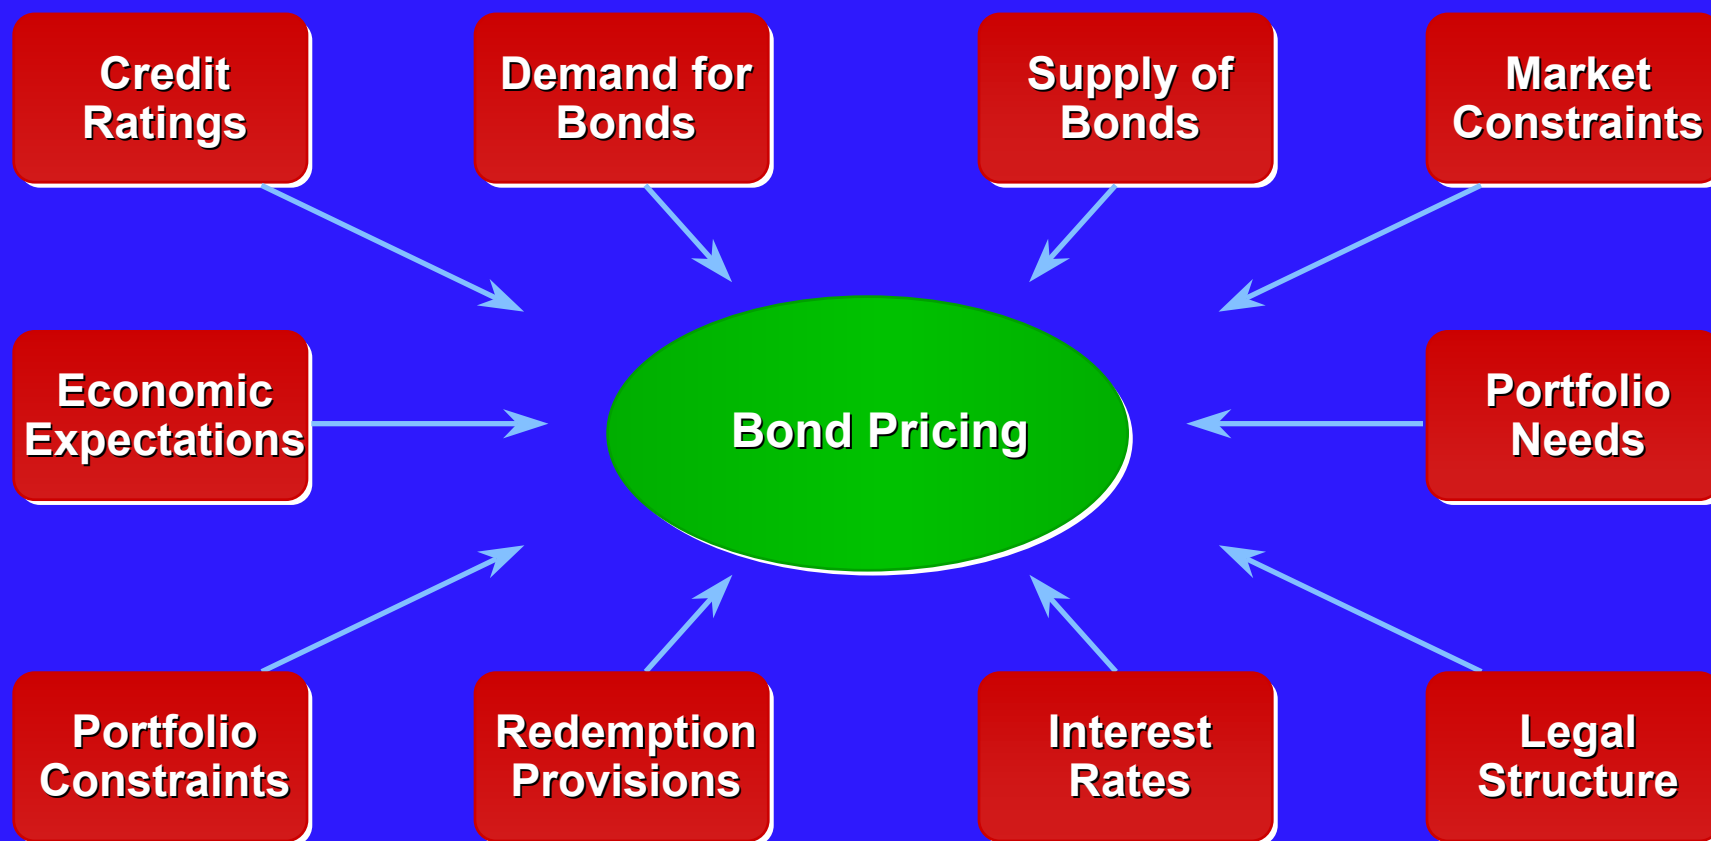 Credit
Ratings
Demand for
Bonds
Supply of
Bonds
Market
Constraints
Economic
Expectations
Bond Pricing
Portfolio
Needs
Portfolio
Constraints
Redemption
Provisions
Interest
Rates
Legal
Structure